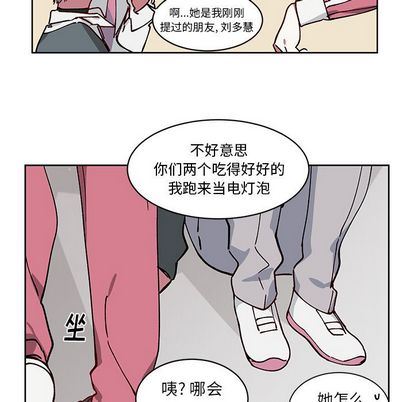 啊...她是我刚刚
提过的朋友, 刘多慧
不好意思
你们两个吃得好好的
我跑来当电灯泡
坐
咦? 哪会
她怎么